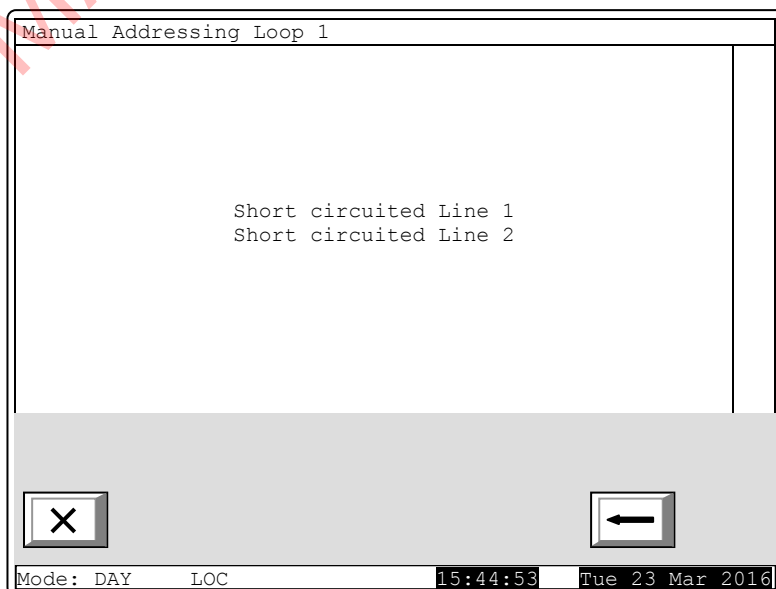 Manual Addressing Loop 1
Short circuited Line 1
Short circuited Line 2
Mode: DAY LOC 15:44:53 Tue 23 Mar 2016